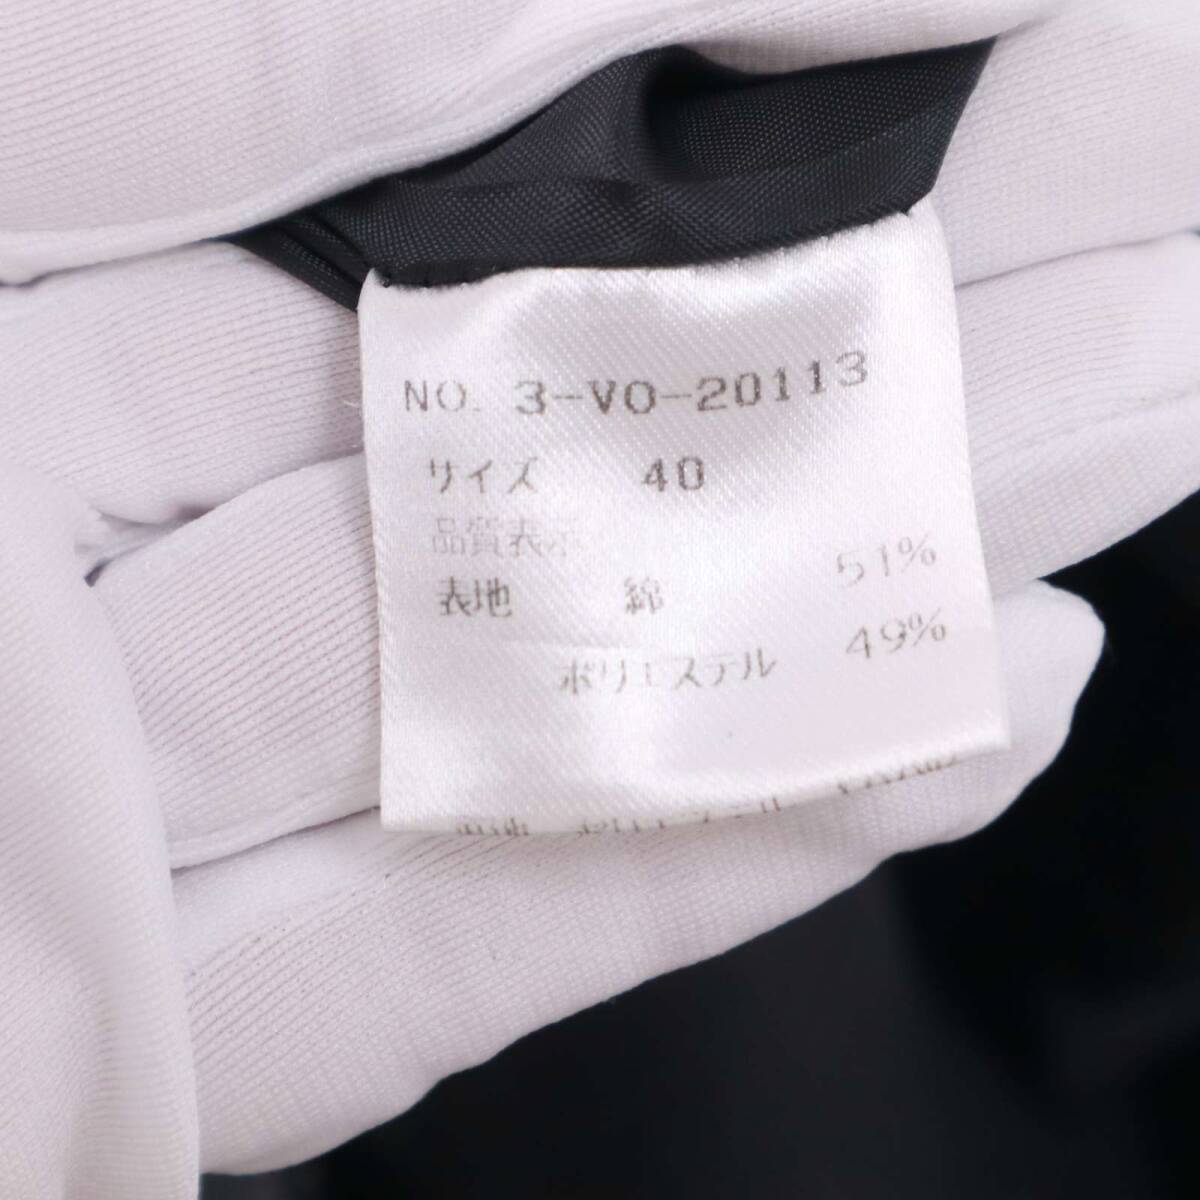 NO. 3-VO-20113
サイズ 40
品質表示
表地 綿 51%
ポリエステル 49%